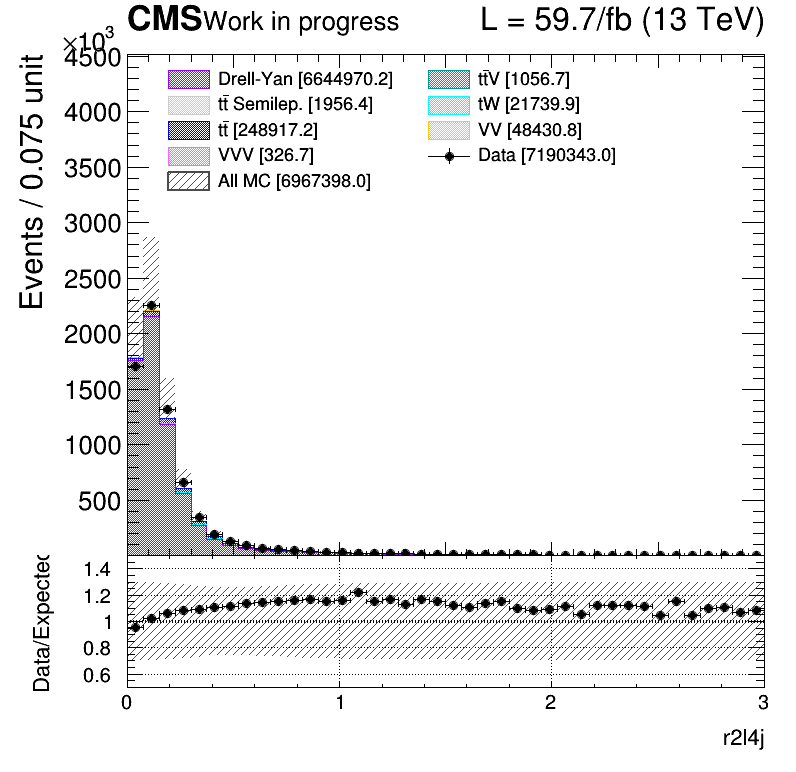 CMS Work in progress L = 59.7/fb (13 TeV)
×10³
Events / 0.075 unit
4500
4000
3500
3000
2500
2000
1500
1000
500
Drell-Yan [6644970.2]
tt̄ Semilep. [1956.4]
tt̄ [248917.2]
VVV [326.7]
All MC [6967398.0]
tt̄V [1056.7]
tW [21739.9]
VV [48430.8]
Data [7190343.0]
Data/Expected
1.4
1.2
1
0.8
0.6
0 1 2 3
r2l4j